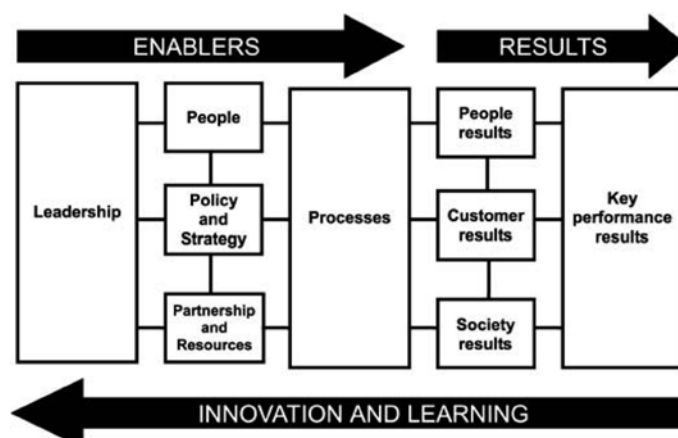 ENABLERS
RESULTS
Leadership
People
Policy
and
Strategy
Partnership
and
Resources
Processes
People
results
Customer
results
Society
results
Key
performance
results
INNOVATION AND LEARNING